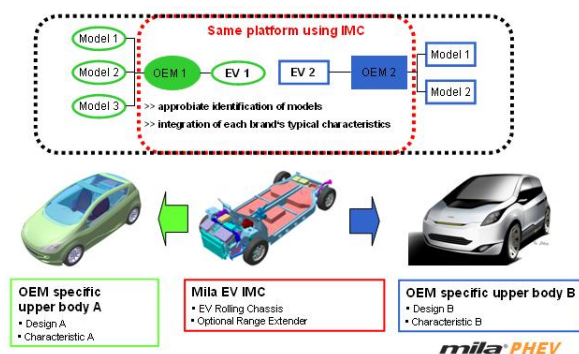 Same platform using IMC
Model 1
Model 2
Model 3
OEM 1
EV 1
EV 2
OEM 2
Model 1
Model 2
>> approbiate identification of models
>> integration of each brand's typical characteristics
OEM specific
upper body A
▪ Design A
▪ Characteristic A
Mila EV IMC
▪ EV Rolling Chassis
▪ Optional Range Extender
OEM specific upper body B
▪ Design B
▪ Characteristic B
mila PHEV